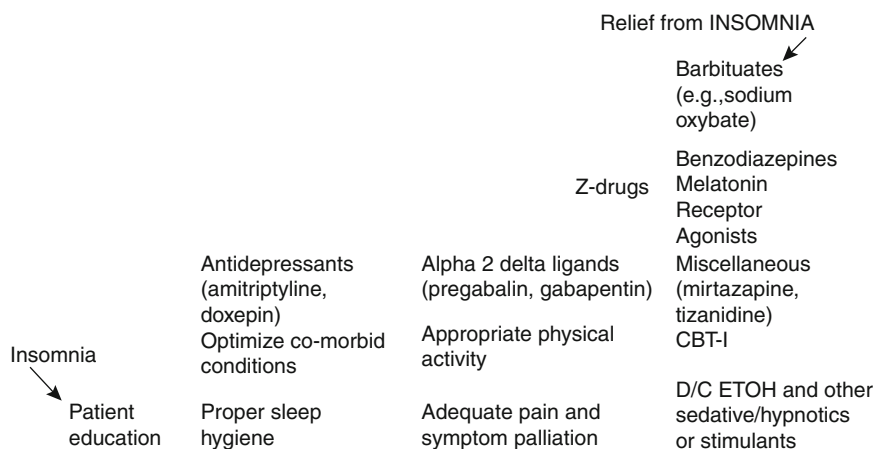 Relief from INSOMNIA
Barbituates
(e.g.,sodium
oxybate)
Z-drugs
Benzodiazepines
Melatonin
Receptor
Agonists
Antidepressants
(amitriptyline,
doxepin)
Optimize co-morbid
conditions
Alpha 2 delta ligands
(pregabalin, gabapentin)
Appropriate physical
activity
Miscellaneous
(mirtazapine,
tizanidine)
CBT-I
Insomnia
Patient
education
Proper sleep
hygiene
Adequate pain and
symptom palliation
D/C ETOH and other
sedative/hypnotics
or stimulants